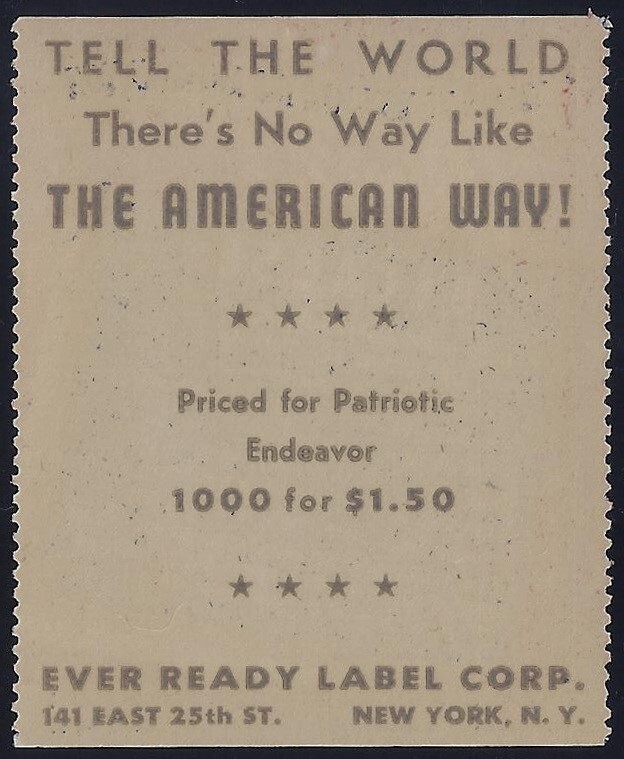 TELL THE WORLD
There's No Way Like
THE AMERICAN WAY!
Priced for Patriotic
Endeavor
1000 for $1.50
EVER READY LABEL CORP.
141 EAST 25th ST. NEW YORK, N. Y.